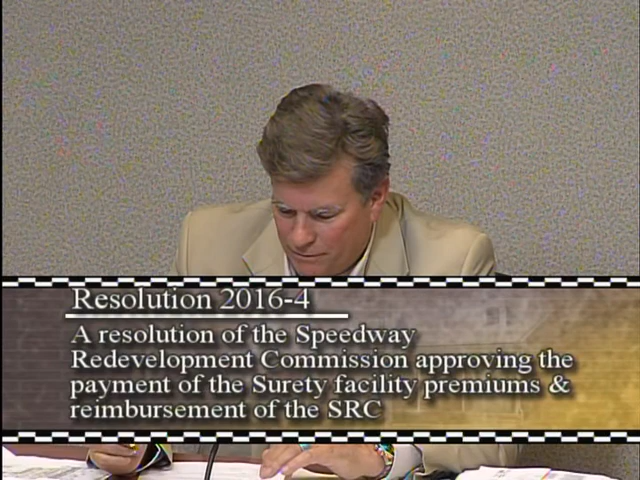 Resolution 2016-4
A resolution of the Speedway
Redevelopment Commission approving the
payment of the Surety facility premiums &
reimbursement of the SRC